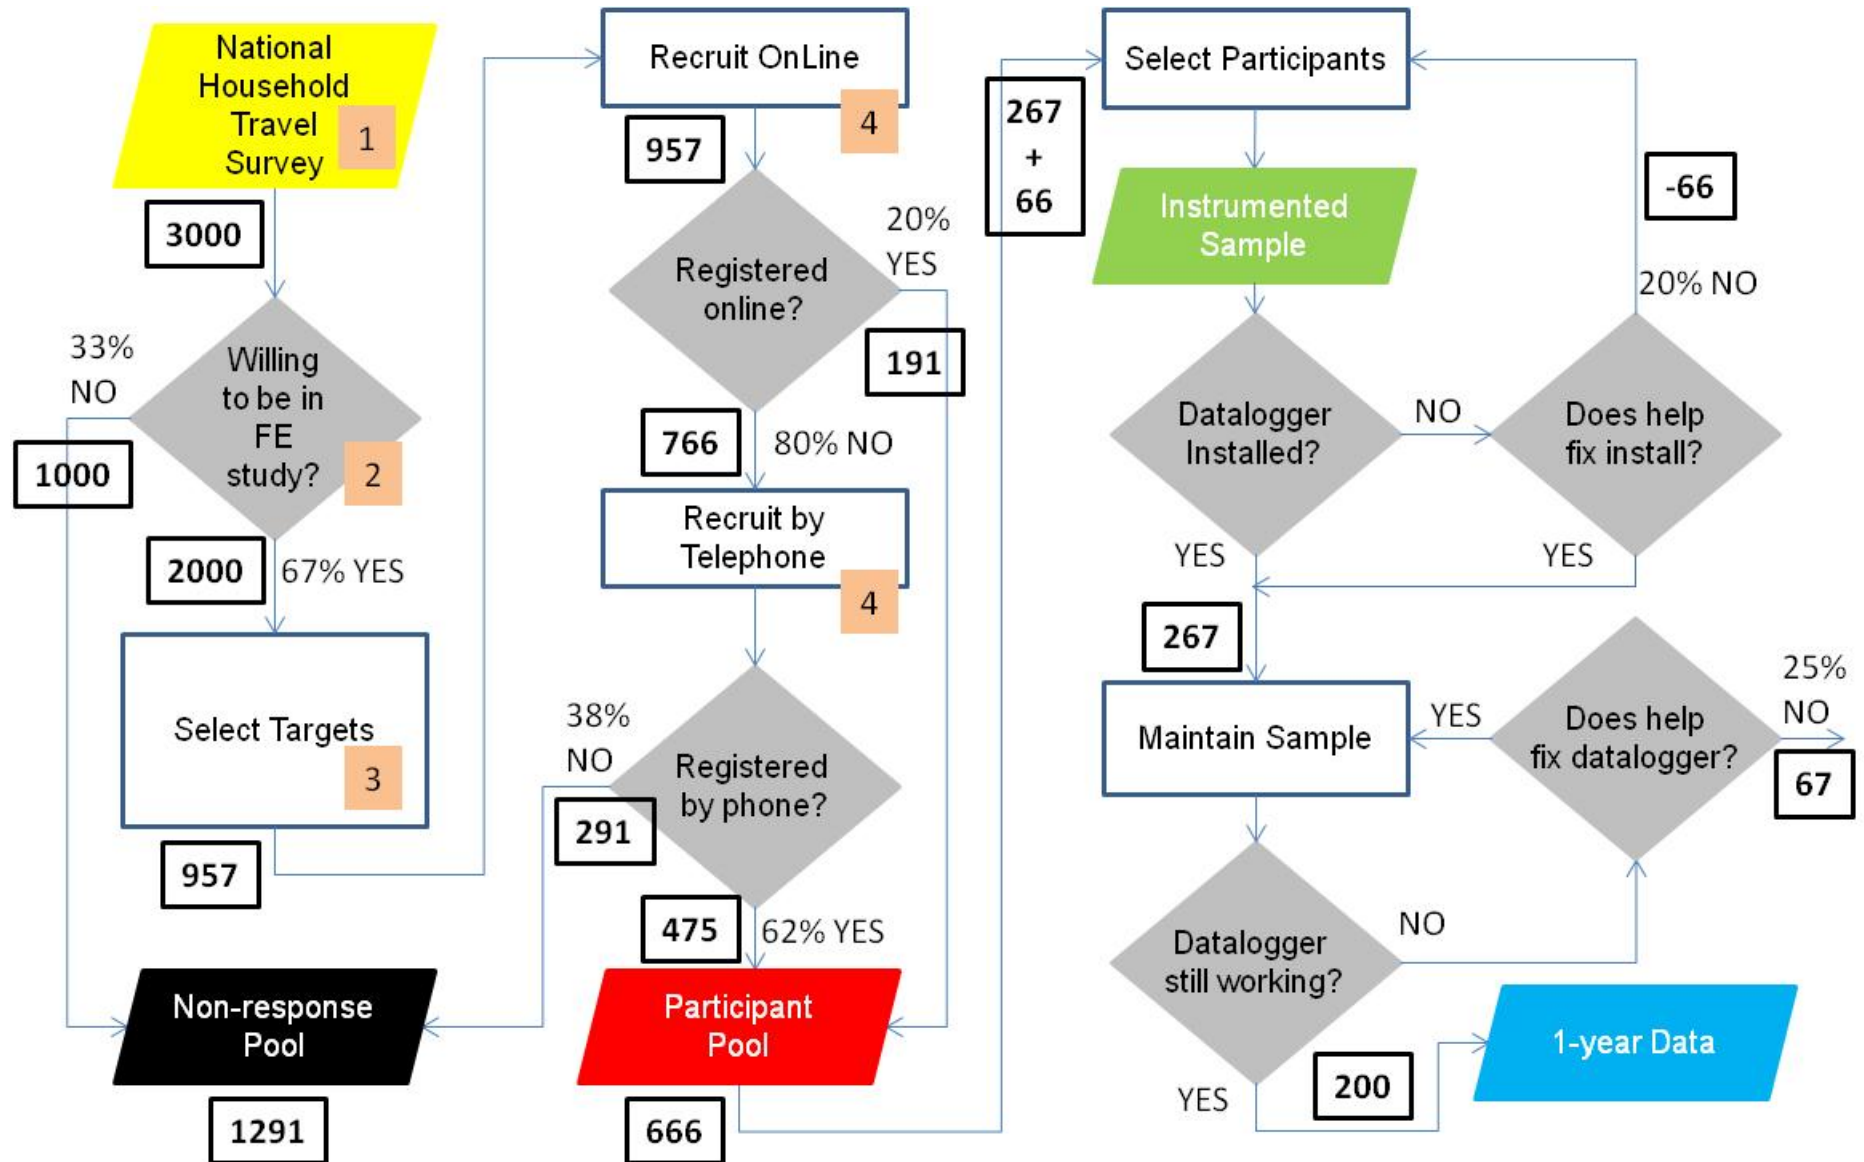 National
Household
Travel
Survey
1
3000
33%
NO
Willing
to be in
FE
study?
2
1000
2000
67% YES
Select Targets
3
957
Non-response
Pool
1291
Recruit OnLine
4
957
Registered
online?
20%
YES
191
766
80% NO
Recruit by
Telephone
4
38%
NO
Registered
by phone?
291
475
62% YES
Participant
Pool
666
267
+
66
Select Participants
Instrumented
Sample
-66
20% NO
Datalogger
Installed?
NO
Does help
fix install?
YES
YES
267
Maintain Sample
YES
Does help
fix datalogger?
25%
NO
67
Datalogger
still working?
NO
YES
200
1-year Data